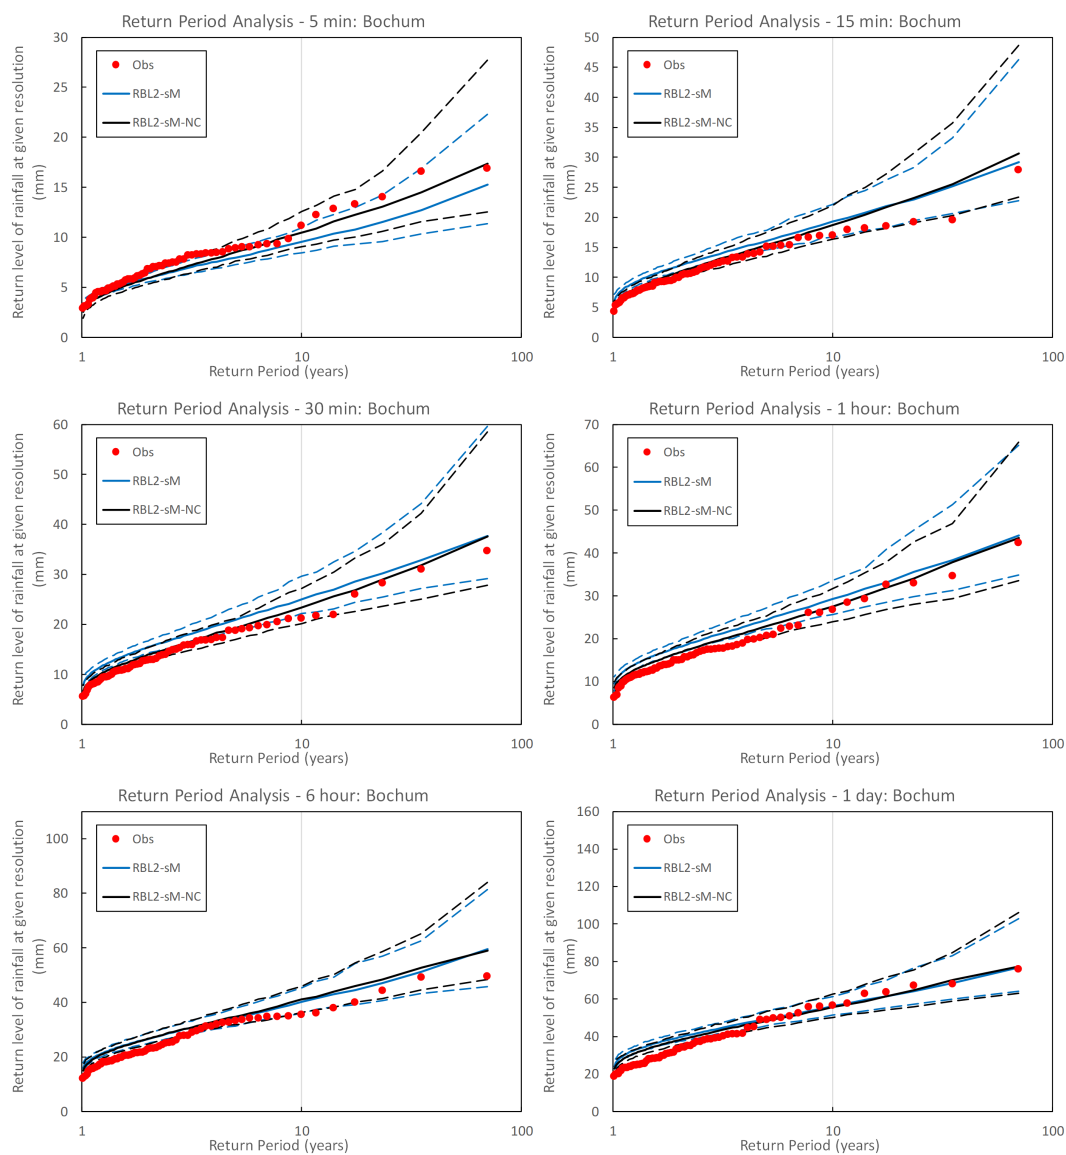 Return Period Analysis - 5 min: Bochum
Return level of rainfall at given resolution
(mm)
30
25
20
15
10
5
0
Obs
RBL2-sM
RBL2-sM-NC
1
10
100
Return Period (years)
Return Period Analysis - 15 min: Bochum
Return level of rainfall at given resolution
(mm)
50
45
40
35
30
25
20
15
10
5
0
Obs
RBL2-sM
RBL2-sM-NC
1
10
100
Return Period (years)
Return Period Analysis - 30 min: Bochum
Return level of rainfall at given resolution
(mm)
60
50
40
30
20
10
0
Obs
RBL2-sM
RBL2-sM-NC
1
10
100
Return Period (years)
Return Period Analysis - 1 hour: Bochum
Return level of rainfall at given resolution
(mm)
70
60
50
40
30
20
10
0
Obs
RBL2-sM
RBL2-sM-NC
1
10
100
Return Period (years)
Return Period Analysis - 6 hour: Bochum
Return level of rainfall at given resolution
(mm)
100
80
60
40
20
0
Obs
RBL2-sM
RBL2-sM-NC
1
10
100
Return Period (years)
Return Period Analysis - 1 day: Bochum
Return level of rainfall at given resolution
(mm)
160
140
120
100
80
60
40
20
0
Obs
RBL2-sM
RBL2-sM-NC
1
10
100
Return Period (years)